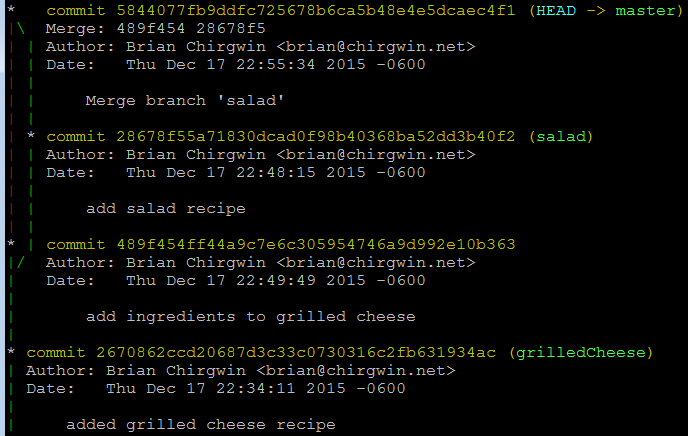 *   commit 5844077fb9ddfc725678b6ca5b48e4e5dcaec4f1 (HEAD -> master)
|\  Merge: 489f454 28678f5
| | Author: Brian Chirgwin <brian@chirgwin.net>
| | Date:   Thu Dec 17 22:55:34 2015 -0600
| |
| |     Merge branch 'salad'
| |
| * commit 28678f55a71830dcad0f98b40368ba52dd3b40f2 (salad)
| | Author: Brian Chirgwin <brian@chirgwin.net>
| | Date:   Thu Dec 17 22:48:15 2015 -0600
| |
| |     add salad recipe
| |
* | commit 489f454ff44a9c7e6c305954746a9d992e10b363
|/  Author: Brian Chirgwin <brian@chirgwin.net>
|   Date:   Thu Dec 17 22:49:49 2015 -0600
|
|       add ingredients to grilled cheese
|
* commit 2670862ccd20687d3c33c0730316c2fb631934ac (grilledCheese)
| Author: Brian Chirgwin <brian@chirgwin.net>
| Date:   Thu Dec 17 22:34:11 2015 -0600
|
|     added grilled cheese recipe